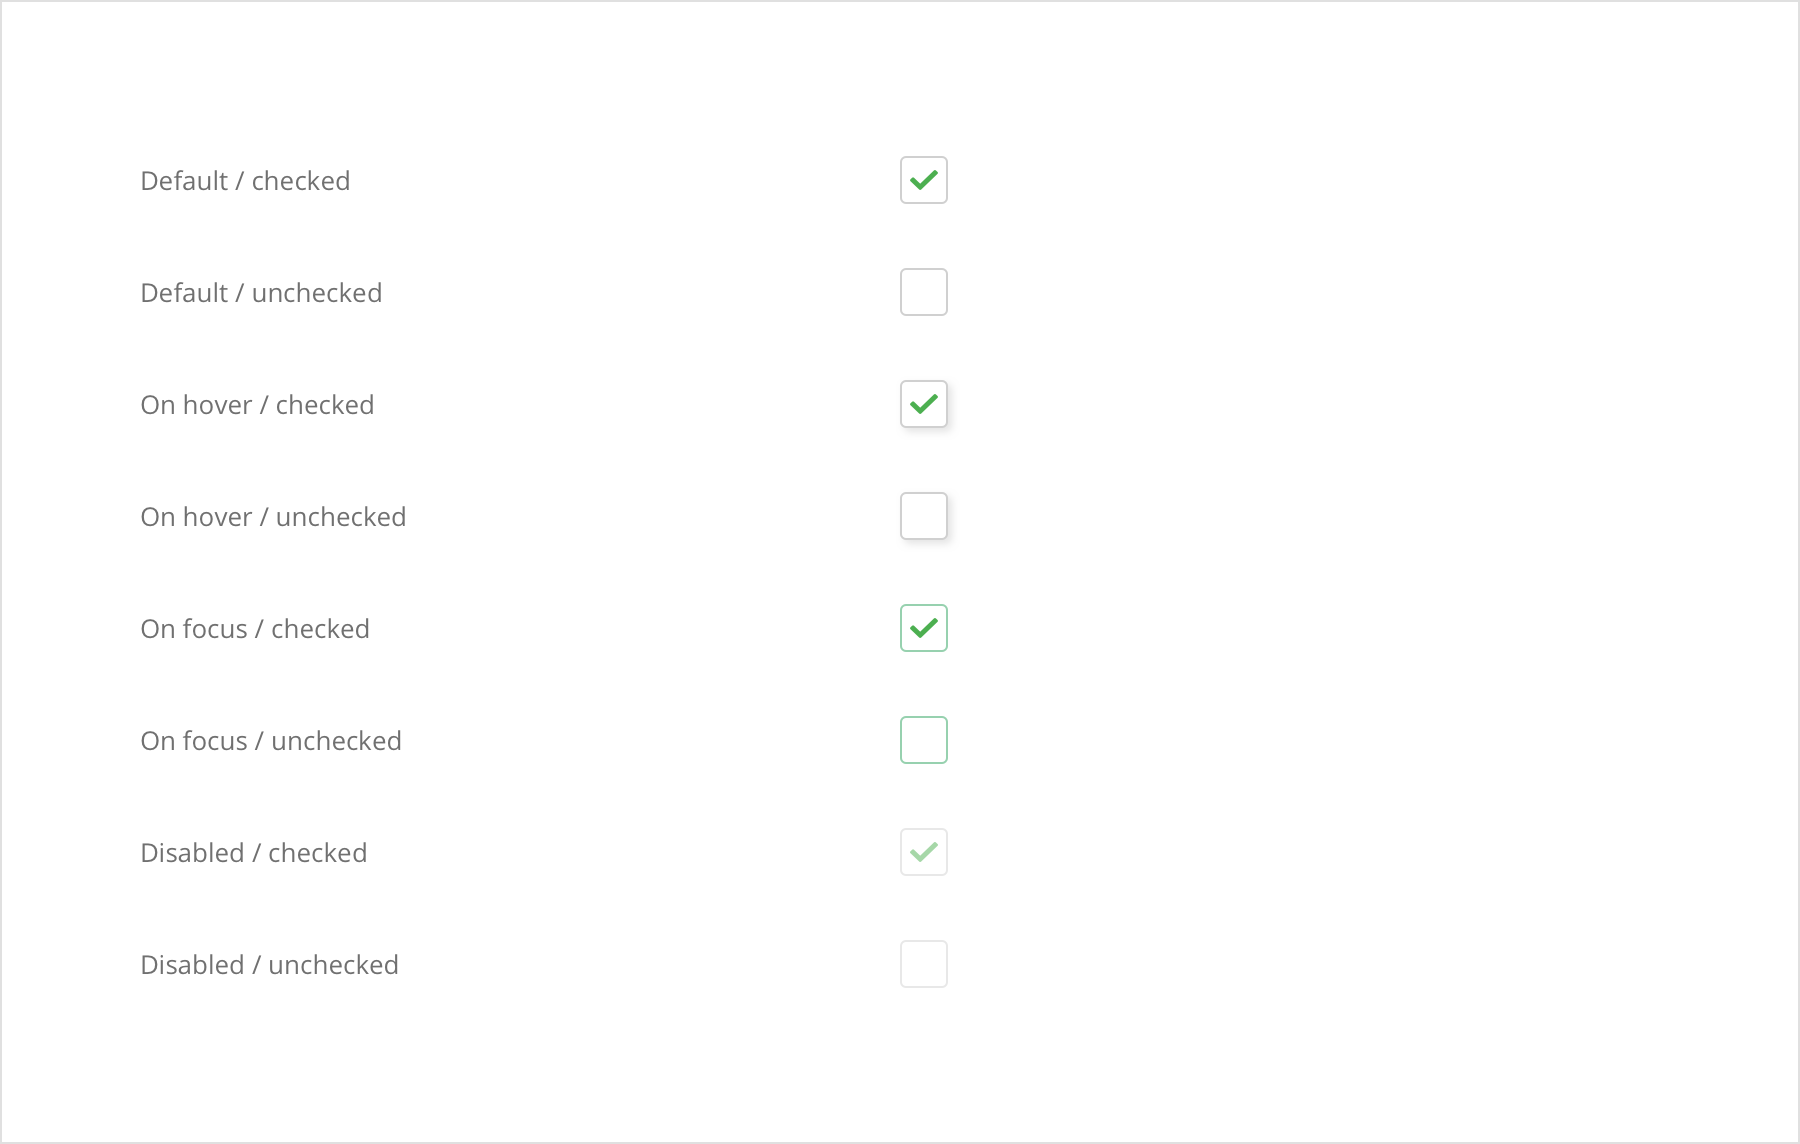 Default / checked
Default / unchecked
On hover / checked
On hover / unchecked
On focus / checked
On focus / unchecked
Disabled / checked
Disabled / unchecked